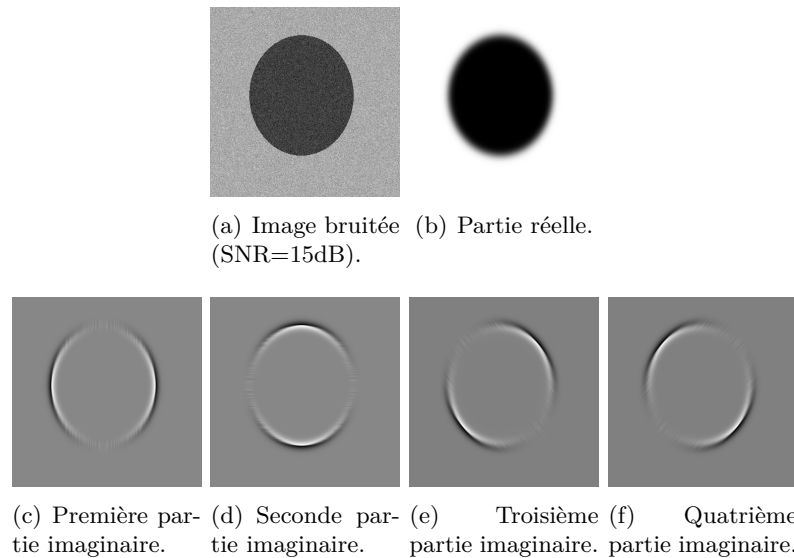 (a) Image bruitée (b) Partie réelle.
(SNR=15dB).
(c) Première par- (d) Seconde par- (e) Troisième (f) Quatrième
tie imaginaire. tie imaginaire. partie imaginaire. partie imaginaire.